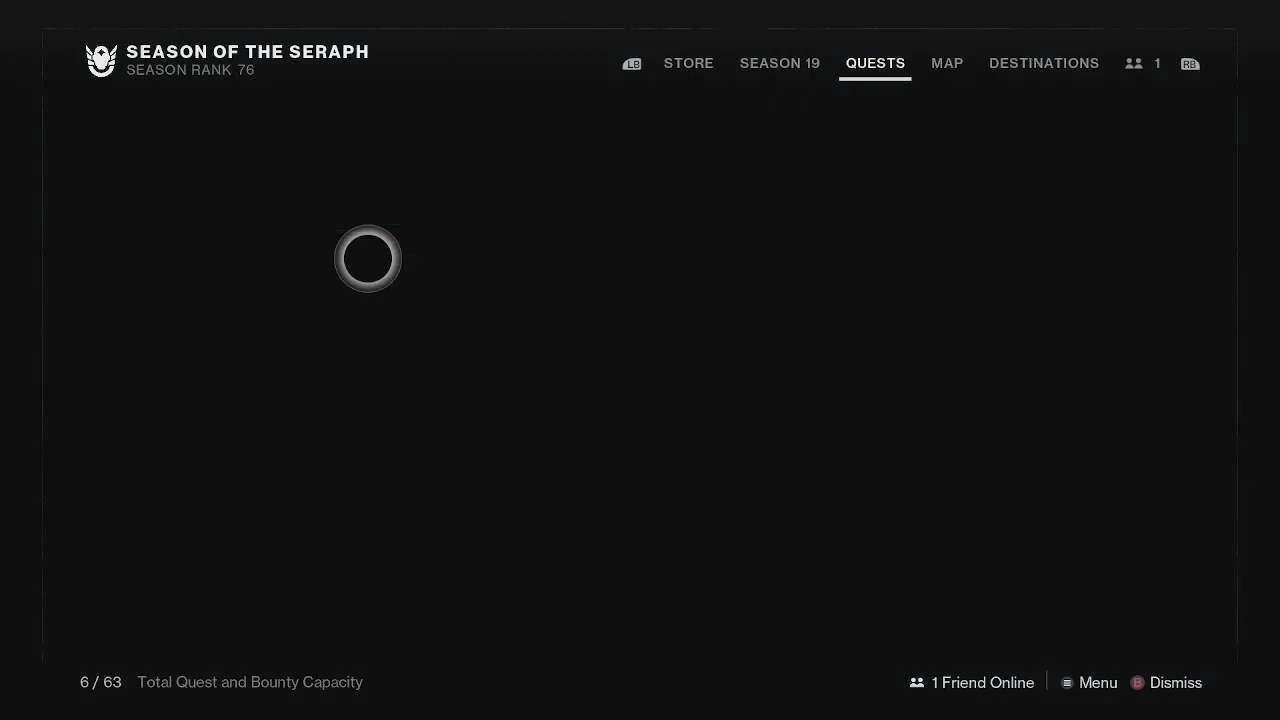 SEASON OF THE SERAPH
SEASON RANK 76
LB STORE SEASON 19 QUESTS MAP DESTINATIONS 1 RB
6 / 63 Total Quest and Bounty Capacity
1 Friend Online Menu B Dismiss